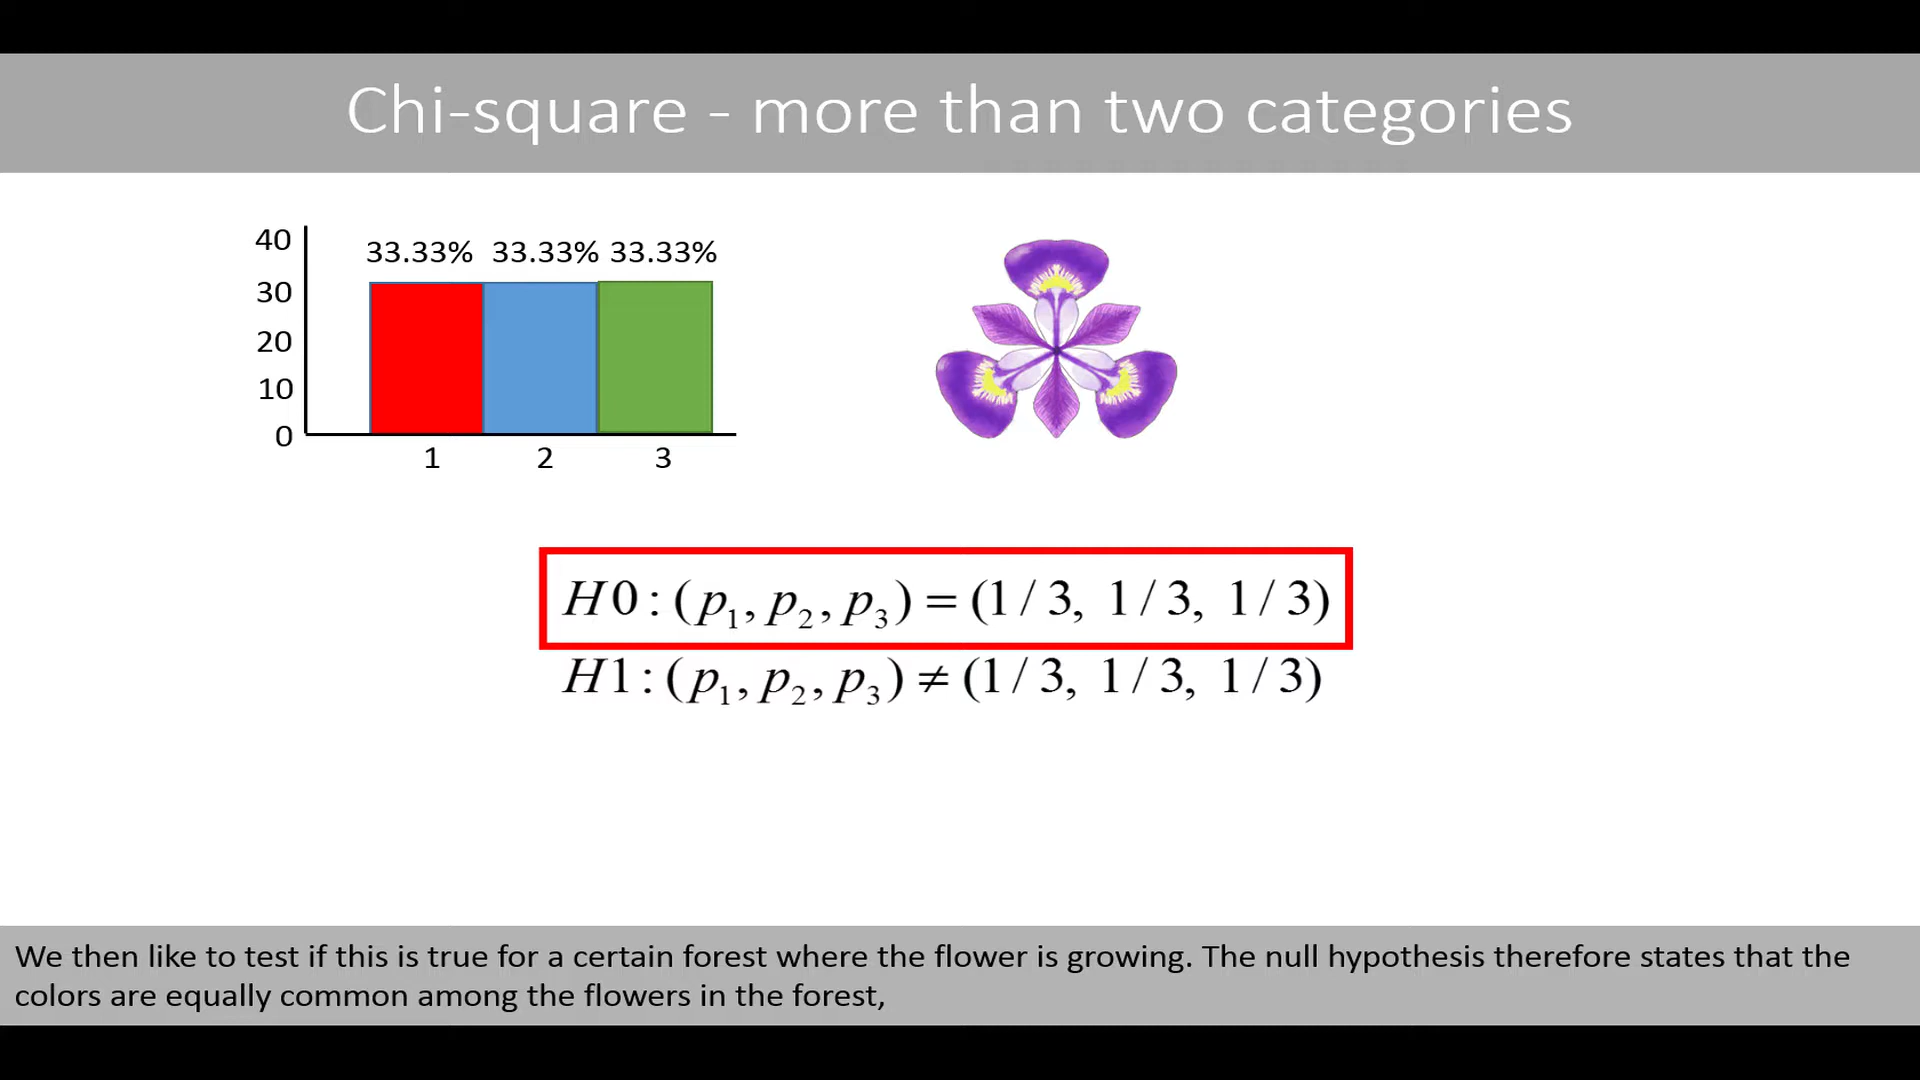 Chi-square - more than two categories
40
33.33% 33.33% 33.33%
30
20
10
0
1 2 3
H0 : (p₁, p₂, p₃) = (1/3, 1/3, 1/3)
H1 : (p₁, p₂, p₃) ≠ (1/3, 1/3, 1/3)
We then like to test if this is true for a certain forest where the flower is growing. The null hypothesis therefore states that the
colors are equally common among the flowers in the forest,